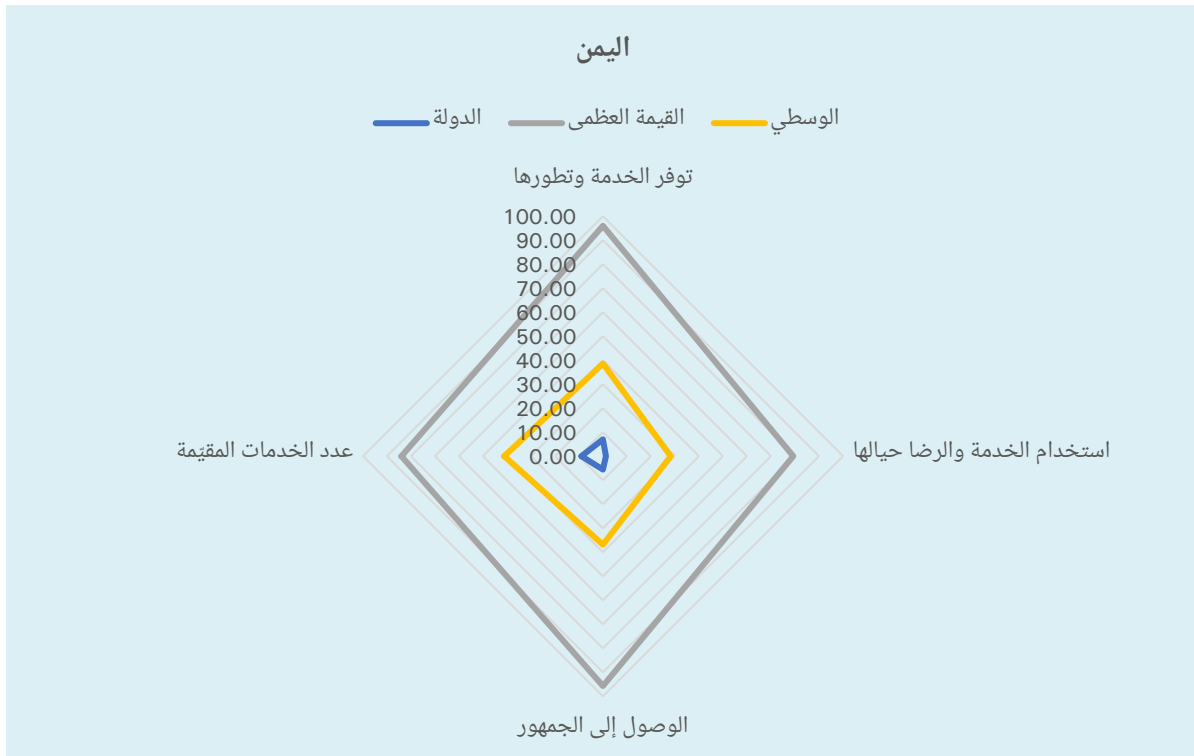 اليمن
الوسطي القيمة العظمى الدولة
توفر الخدمة وتطورها
100.00
90.00
80.00
70.00
60.00
50.00
40.00
30.00
20.00
10.00
0.00
استخدام الخدمة والرضا حيالها
عدد الخدمات المقيّمة
الوصول إلى الجمهور